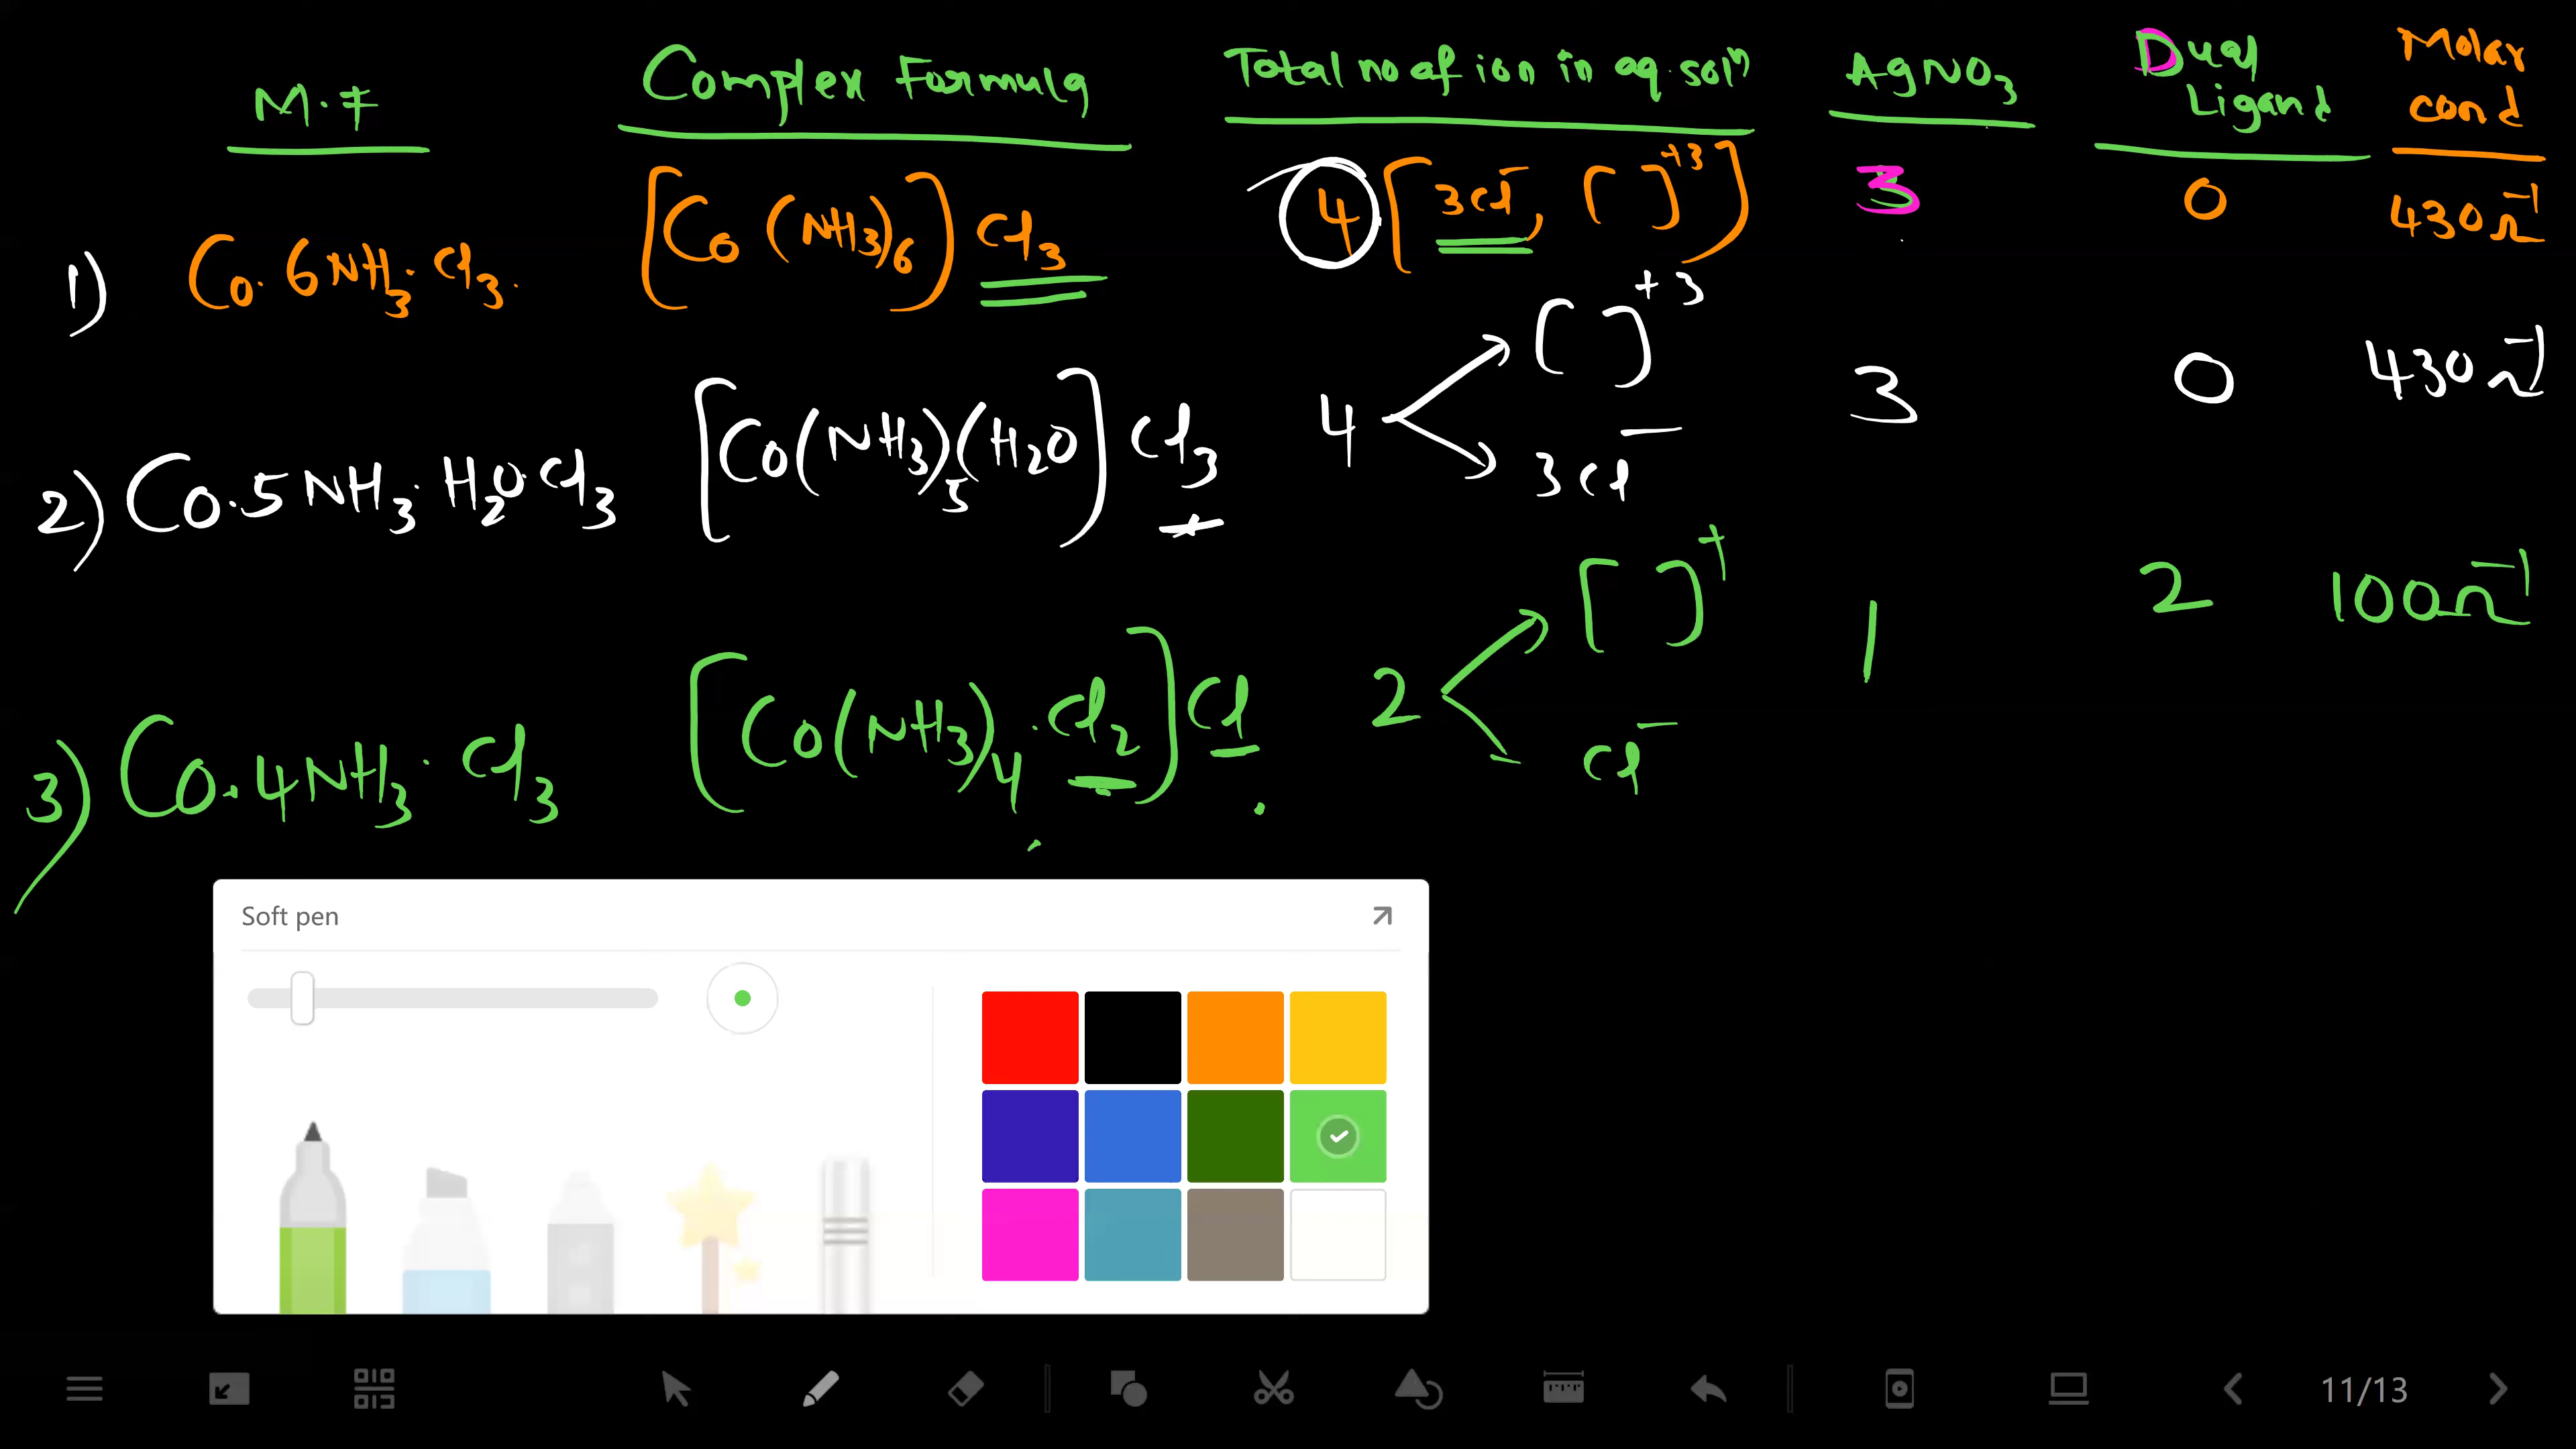 M.F Complex Formula Total no of ion in aq. solⁿ AgNO₃ Dual Ligand Molar cond
1) Co.6NH₃.Cl₃. [Co(NH₃)₆]Cl₃ 4 [3Cl⁻, [ ]⁺³] 3 0 430Ω⁻¹
2) Co.5NH₃.H₂O.Cl₃ [Co(NH₃)₅(H₂O]Cl₃ 4 [ ]⁺³ 3Cl⁻ 3 0 430Ω⁻¹
3) Co.4NH₃.Cl₃ [Co(NH₃)₄.Cl₂]Cl 2 [ ]⁺ Cl⁻ 1 2 100Ω⁻¹
Soft pen
11/13